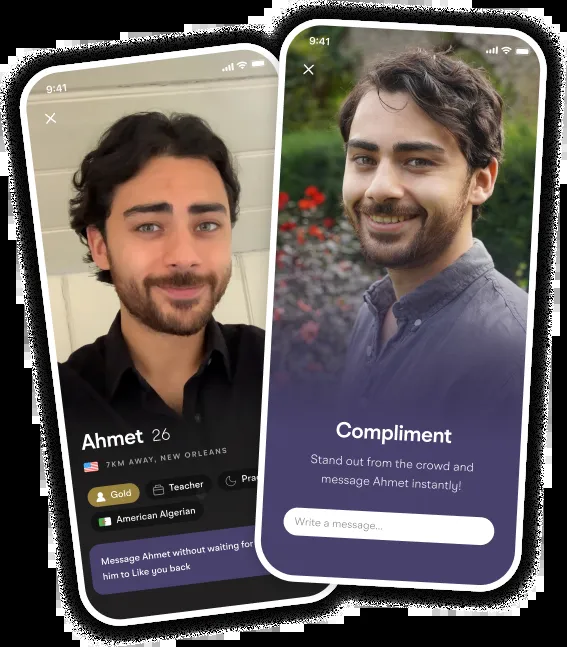 9:41
Ahmet 26
7KM AWAY, NEW ORLEANS
Gold
Teacher
American Algerian
Message Ahmet without waiting for
him to Like you back
9:41
Compliment
Stand out from the crowd and
message Ahmet instantly!
Write a message...